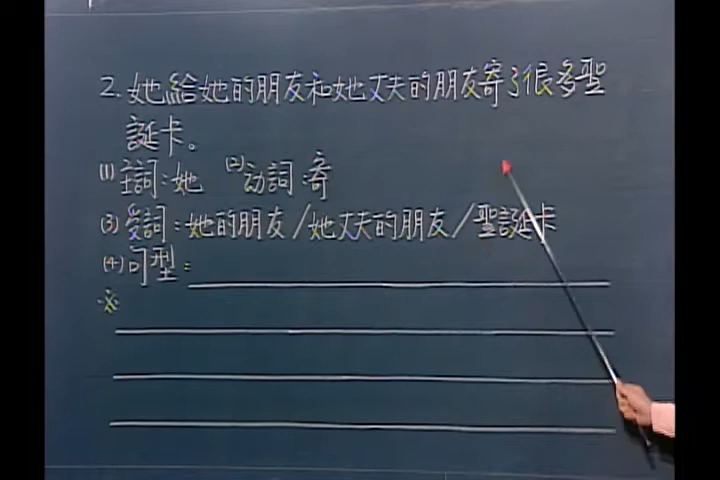 2. 她給她的朋友和她丈夫的朋友寄了很多聖
誕卡。
(1) 主詞:她 (2) 动詞:寄
(3) 受詞:她的朋友/她丈夫的朋友/聖誕卡
(4) 句型:
※